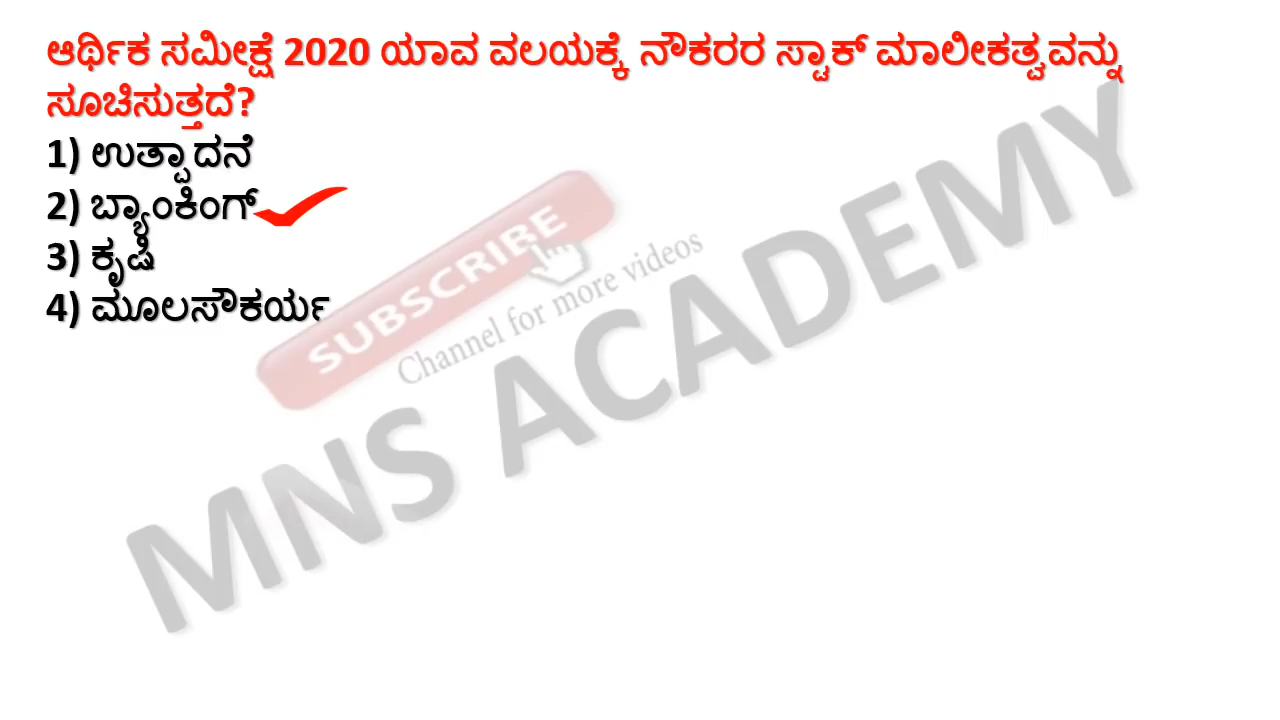 ಆರ್ಥಿಕ ಸಮೀಕ್ಷೆ 2020 ಯಾವ ವಲಯಕ್ಕೆ ನೌಕರರ ಸ್ಟಾಕ್ ಮಾಲೀಕತ್ವವನ್ನು
ಸೂಚಿಸುತ್ತದೆ?
1) ಉತ್ಪಾದನೆ
2) ಬ್ಯಾಂಕಿಂಗ್
3) ಕೃಷಿ
4) ಮೂಲಸೌಕರ್ಯ
SUBSCRIBE
Channel for more videos
MNS ACADEMY